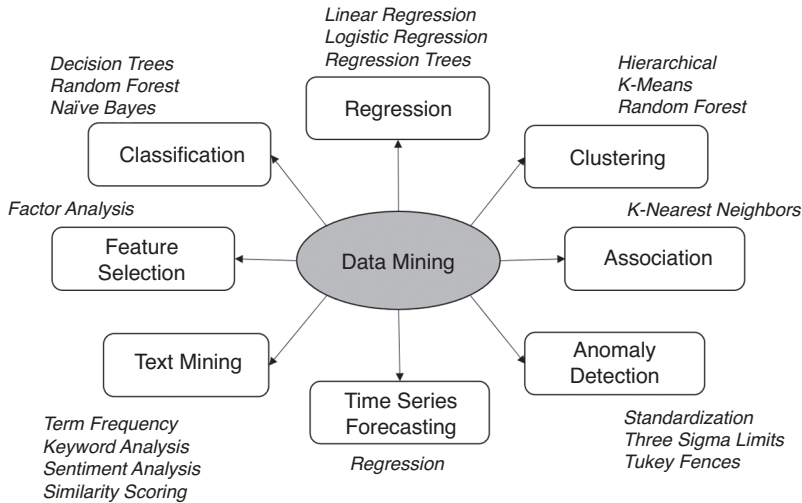 Linear Regression
Logistic Regression
Regression Trees
Regression
Decision Trees
Random Forest
Naïve Bayes
Classification
Hierarchical
K-Means
Random Forest
Clustering
Factor Analysis
Feature
Selection
Data Mining
K-Nearest Neighbors
Association
Text Mining
Term Frequency
Keyword Analysis
Sentiment Analysis
Similarity Scoring
Time Series
Forecasting
Regression
Anomaly
Detection
Standardization
Three Sigma Limits
Tukey Fences